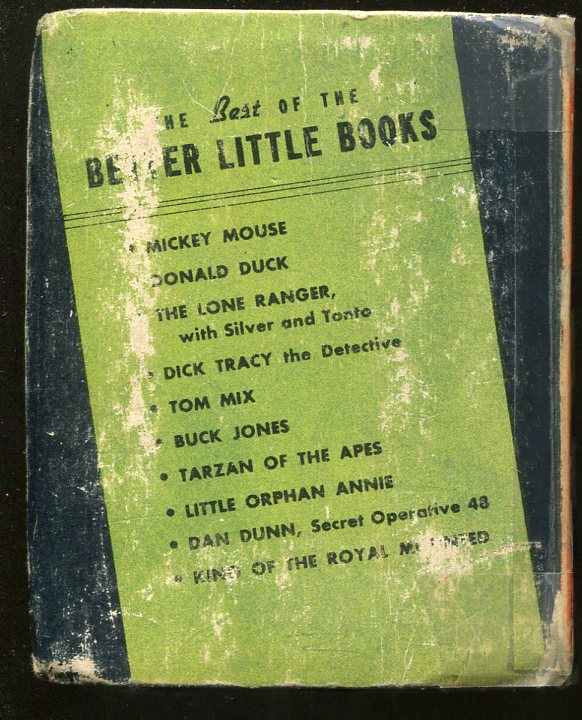 THE Best OF THE
BETTER LITTLE BOOKS
• MICKEY MOUSE
DONALD DUCK
THE LONE RANGER,
with Silver and Tonto
• DICK TRACY the Detective
• TOM MIX
• BUCK JONES
• TARZAN OF THE APES
• LITTLE ORPHAN ANNIE
• DAN DUNN, Secret Operative 48
• KING OF THE ROYAL MOUNTED